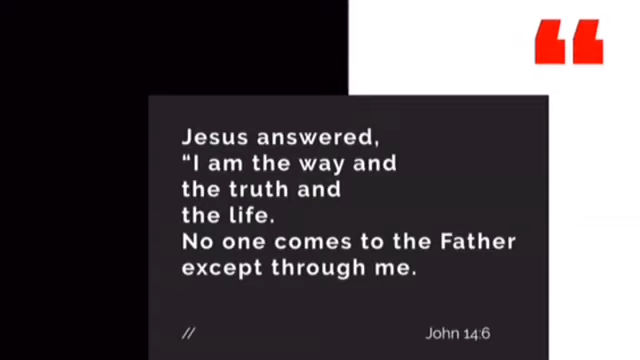 “
Jesus answered,
“I am the way and
the truth and
the life.
No one comes to the Father
except through me.
// John 14:6